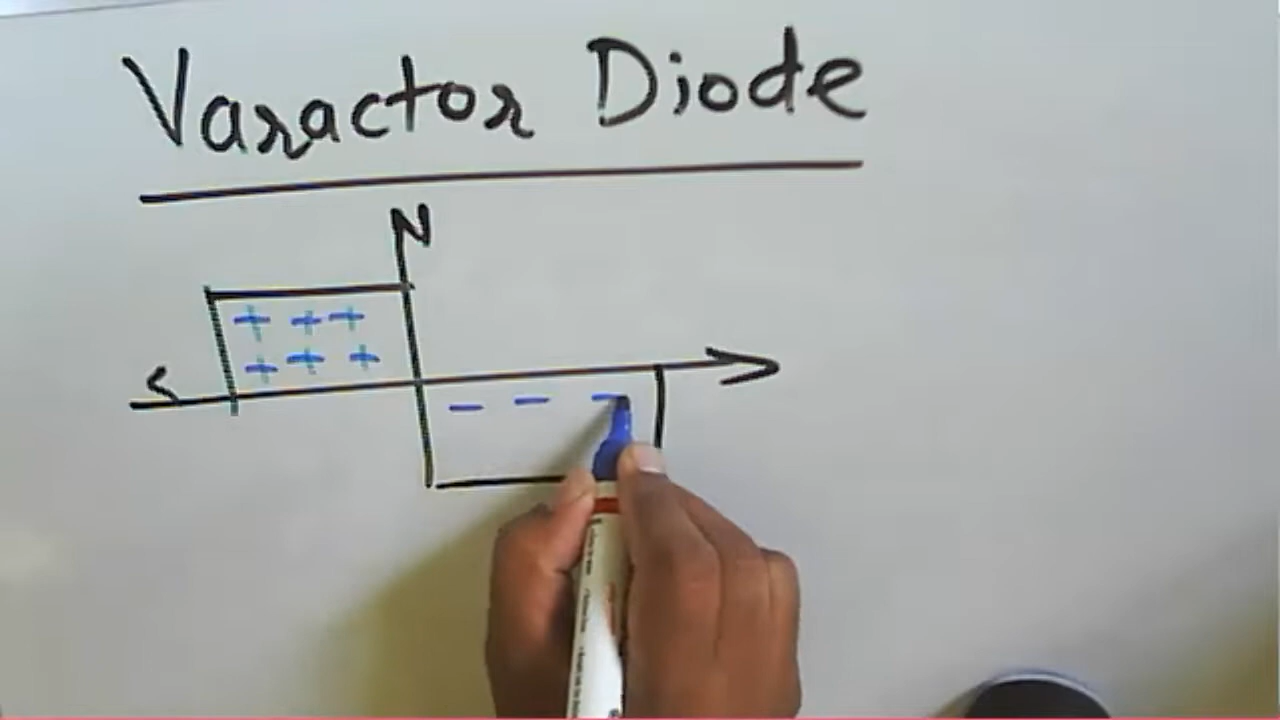 Varactor Diode
N
+ + +
+ + +
- - -